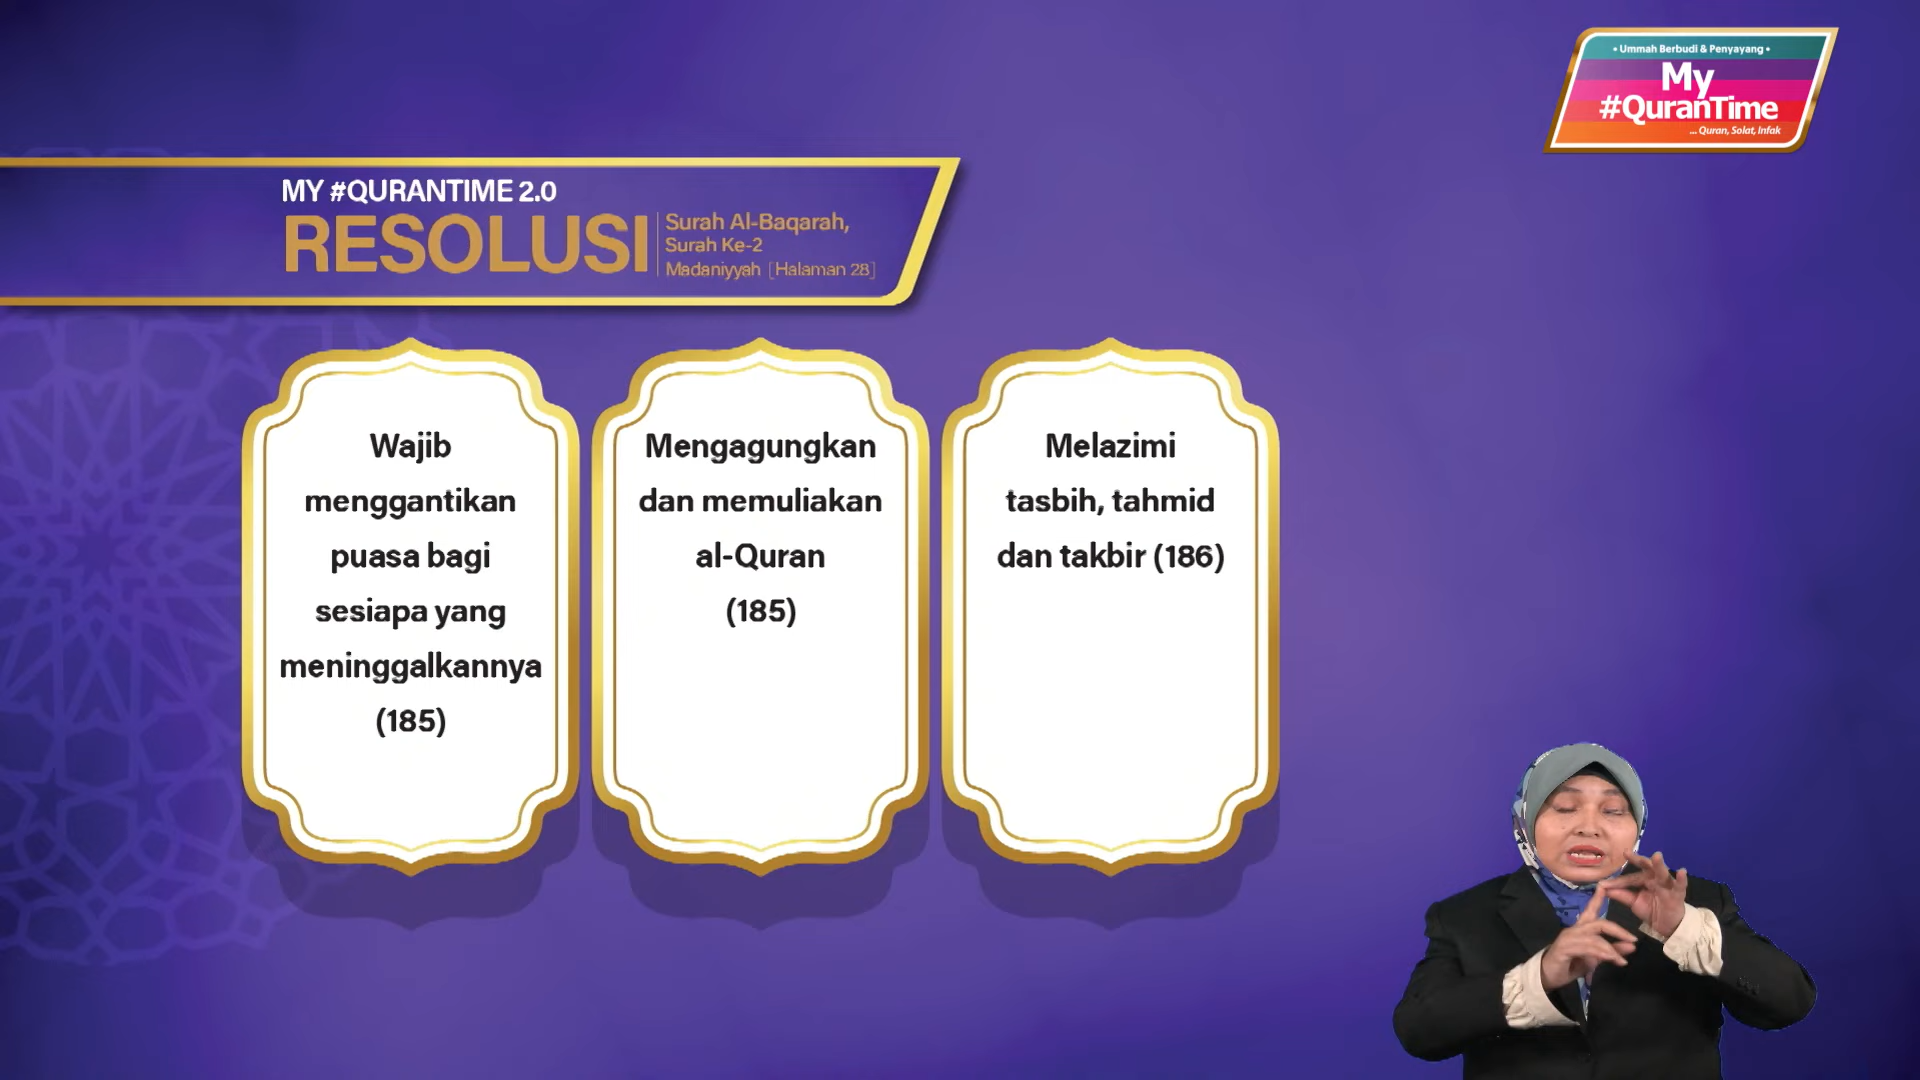 • Ummah Berbudi & Penyayang •
My
#QuranTime
... Quran, Solat, Infak
MY #QURANTIME 2.0
RESOLUSI
Surah Al-Baqarah,
Surah Ke-2
Madaniyyah [Halaman 28]
Wajib
menggantikan
puasa bagi
sesiapa yang
meninggalkannya
(185)
Mengagungkan
dan memuliakan
al-Quran
(185)
Melazimi
tasbih, tahmid
dan takbir (186)